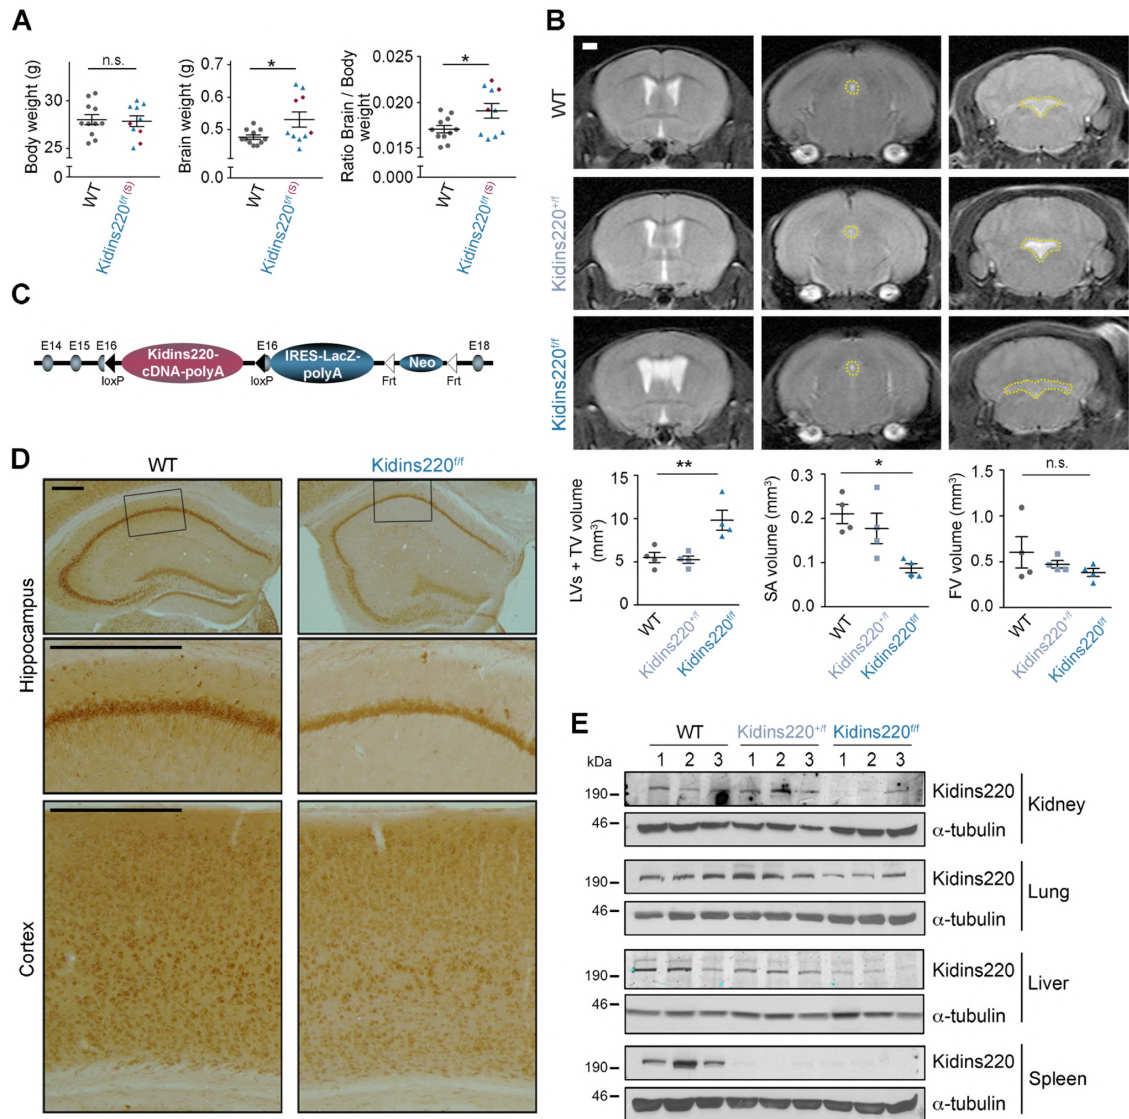 A
Body weight (g)
30
25
0
n.s.
WT
Kidins220f/f (S)
Brain weight (g)
0.7
0.6
0.5
0.4
0.0
*
WT
Kidins220f/f (S)
Ratio Brain / Body
weight
0.025
0.020
0.015
0.000
*
WT
Kidins220f/f (S)
B
WT
Kidins220+/f
Kidins220f/f
LVs + TV volume
(mm³)
15
10
5
0
**
WT
Kidins220+/f
Kidins220f/f
SA volume (mm³)
0.3
0.2
0.1
0.0
*
WT
Kidins220+/f
Kidins220f/f
FV volume (mm³)
1.5
1.0
0.5
0.0
n.s.
WT
Kidins220+/f
Kidins220f/f
C
E14 E15 E16 E16 E18
Kidins220-
cDNA-polyA
IRES-LacZ-
polyA
Neo
loxP loxP Frt Frt
D
WT Kidins220f/f
Hippocampus
Cortex
E
WT Kidins220+/f Kidins220f/f
kDa 1 2 3 1 2 3 1 2 3
190 Kidins220
46 α-tubulin
Kidney
190 Kidins220
46 α-tubulin
Lung
190 Kidins220
46 α-tubulin
Liver
190 Kidins220
46 α-tubulin
Spleen